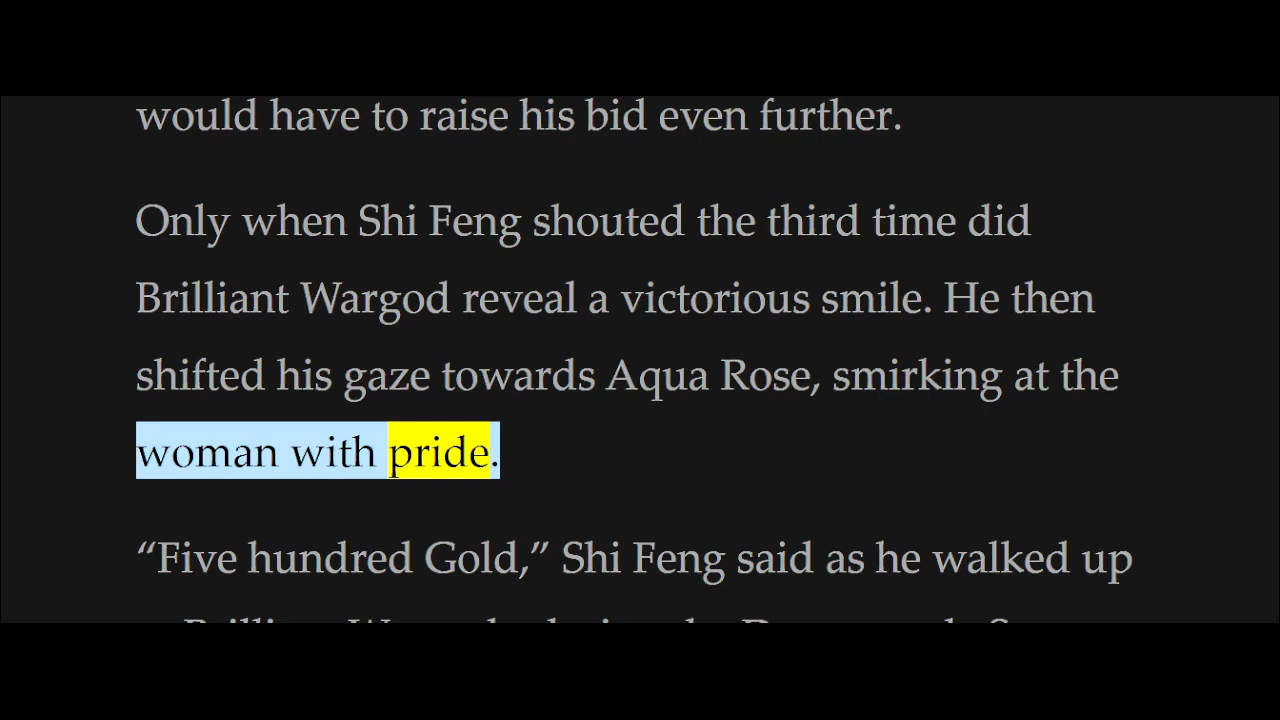 would have to raise his bid even further.
Only when Shi Feng shouted the third time did
Brilliant Wargod reveal a victorious smile. He then
shifted his gaze towards Aqua Rose, smirking at the
woman with pride.
“Five hundred Gold,” Shi Feng said as he walked up